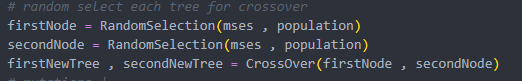 # random select each tree for crossover
firstNode = RandomSelection(mses , population)
secondNode = RandomSelection(mses , population)
firstNewTree , secondNewTree = CrossOver(firstNode , secondNode)